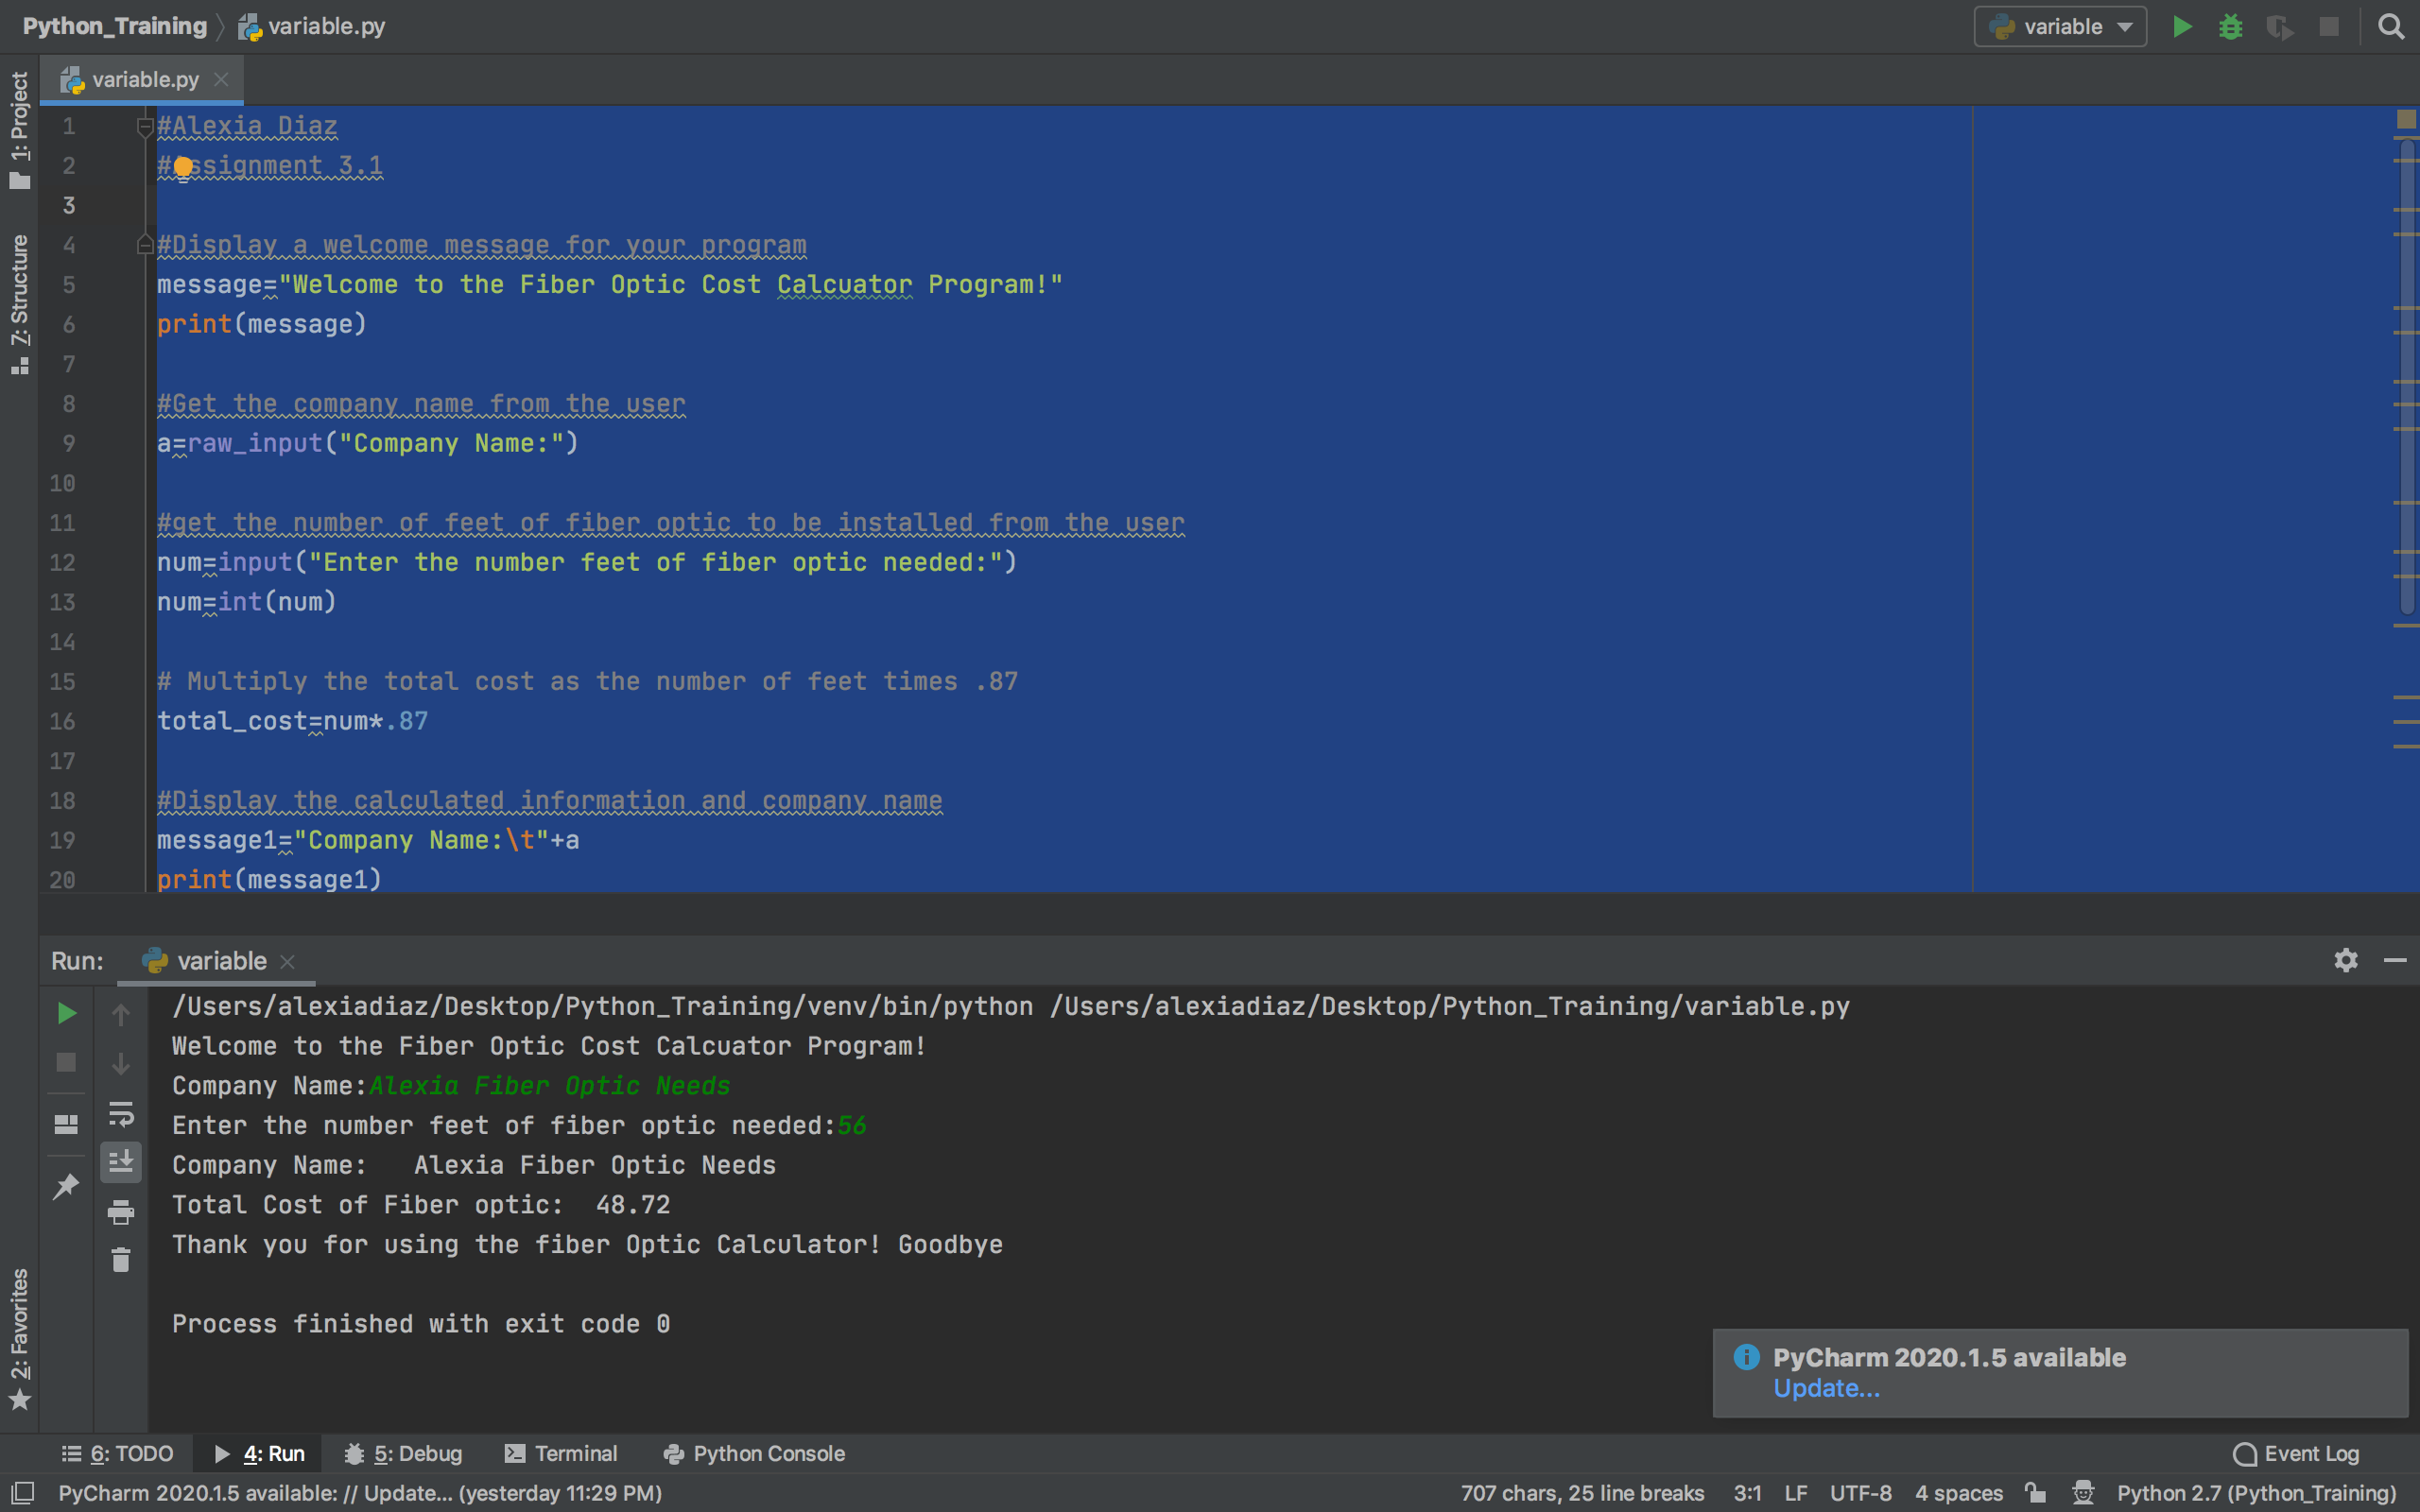 Python_Training variable.py variable
variable.py
1: Project
7: Structure
1 #Alexia Diaz
2 #Assignment 3.1
3
4 #Display a welcome message for your program
5 message="Welcome to the Fiber Optic Cost Calcuator Program!"
6 print(message)
7
8 #Get the company name from the user
9 a=raw_input("Company Name:")
10
11 #get the number of feet of fiber optic to be installed from the user
12 num=input("Enter the number feet of fiber optic needed:")
13 num=int(num)
14
15 # Multiply the total cost as the number of feet times .87
16 total_cost=num*.87
17
18 #Display the calculated information and company name
19 message1="Company Name:\t"+a
20 print(message1)
Run: variable
/Users/alexiadiaz/Desktop/Python_Training/venv/bin/python /Users/alexiadiaz/Desktop/Python_Training/variable.py
Welcome to the Fiber Optic Cost Calcuator Program!
Company Name:Alexia Fiber Optic Needs
Enter the number feet of fiber optic needed:56
Company Name:   Alexia Fiber Optic Needs
Total Cost of Fiber optic:  48.72
Thank you for using the fiber Optic Calculator! Goodbye
Process finished with exit code 0
2: Favorites
PyCharm 2020.1.5 available
Update...
6: TODO 4: Run 5: Debug Terminal Python Console Event Log
PyCharm 2020.1.5 available: // Update... (yesterday 11:29 PM) 707 chars, 25 line breaks 3:1 LF UTF-8 4 spaces Python 2.7 (Python_Training)